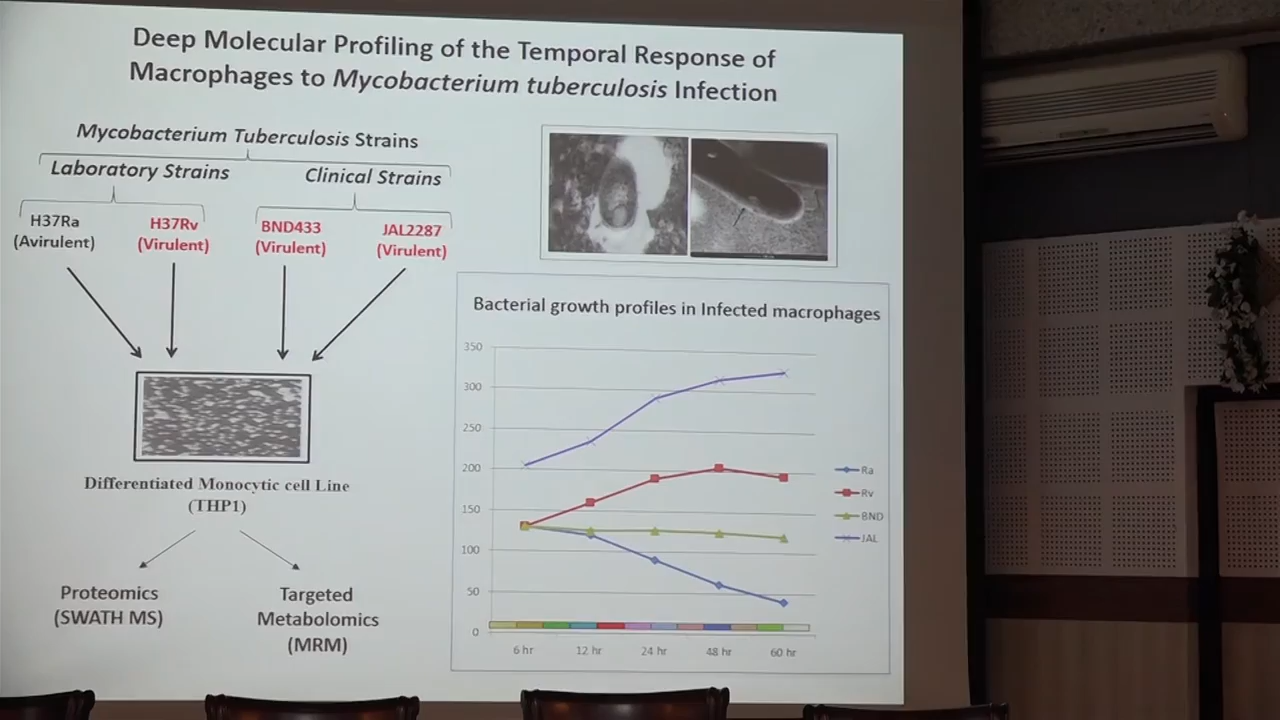 Deep Molecular Profiling of the Temporal Response of
Macrophages to Mycobacterium tuberculosis Infection
Mycobacterium Tuberculosis Strains
Laboratory Strains
Clinical Strains
H37Ra
(Avirulent)
H37Rv
(Virulent)
BND433
(Virulent)
JAL2287
(Virulent)
Differentiated Monocytic cell Line
(THP1)
Proteomics
(SWATH MS)
Targeted
Metabolomics
(MRM)
Bacterial growth profiles in Infected macrophages
350
300
250
200
150
100
50
0
6 hr
12 hr
24 hr
48 hr
60 hr
Ra
Rv
BND
JAL